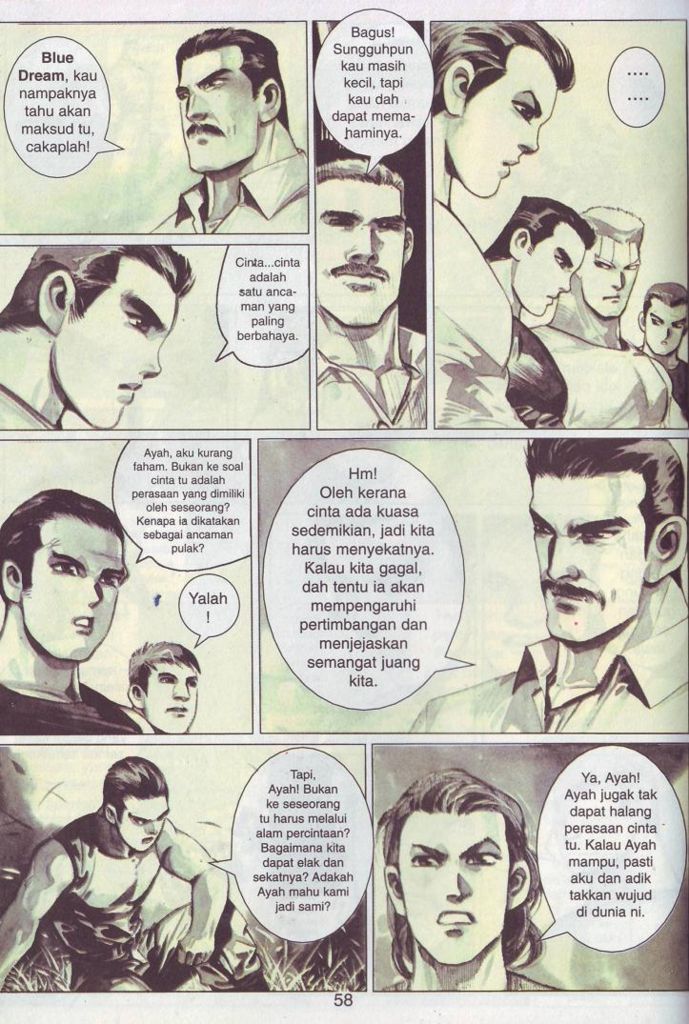 Blue
Dream, kau
nampaknya
tahu akan
maksud tu,
cakaplah!
Cinta...cinta
adalah
satu anca-
man yang
paling
berbahaya.
Bagus!
Sungguhpun
kau masih
kecil, tapi
kau dah
dapat mema-
haminya.
....
....
Ayah, aku kurang
faham. Bukan ke soal
cinta tu adalah
perasaan yang dimiliki
oleh seseorang?
Kenapa ia dikatakan
sebagai ancaman
pulak?
Yalah
!
Hm!
Oleh kerana
cinta ada kuasa
sedemikian, jadi kita
harus menyekatnya.
Kalau kita gagal,
dah tentu ia akan
mempengaruhi
pertimbangan dan
menjejaskan
semangat juang
kita.
Tapi,
Ayah! Bukan
ke seseorang
tu harus melalui
alam percintaan?
Bagaimana kita
dapat elak dan
sekatnya? Adakah
Ayah mahu kami
jadi sami?
Ya, Ayah!
Ayah jugak tak
dapat halang
perasaan cinta
tu. Kalau Ayah
mampu, pasti
aku dan adik
takkan wujud
di dunia ni.
58